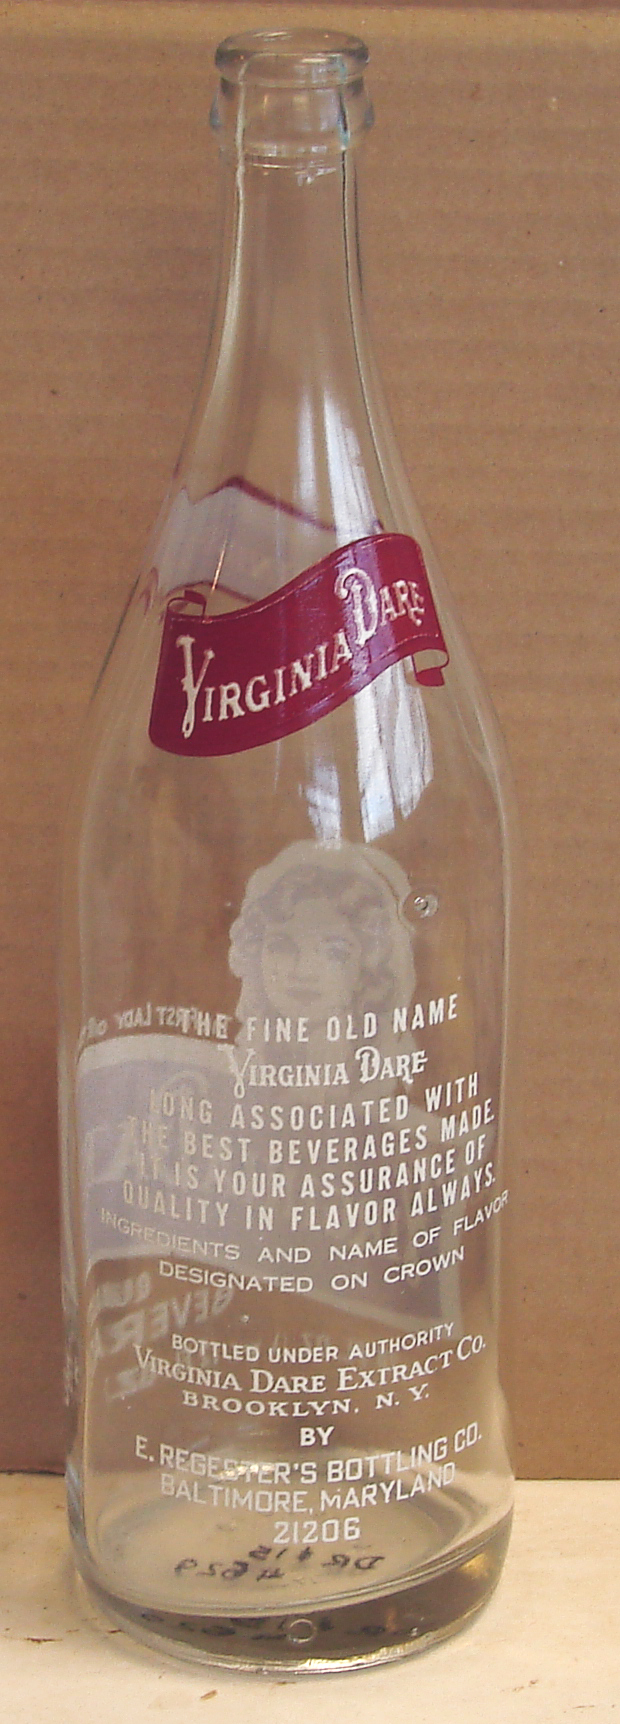 VIRGINIA DARE
THE FINE OLD NAME
VIRGINIA DARE
LONG ASSOCIATED WITH
THE BEST BEVERAGES MADE.
IT IS YOUR ASSURANCE OF
QUALITY IN FLAVOR ALWAYS.
INGREDIENTS AND NAME OF FLAVOR
DESIGNATED ON CROWN
BOTTLED UNDER AUTHORITY
VIRGINIA DARE EXTRACT CO.
BROOKLYN, N. Y.
BY
E. REGESTER'S BOTTLING CO.
BALTIMORE, MARYLAND
21206